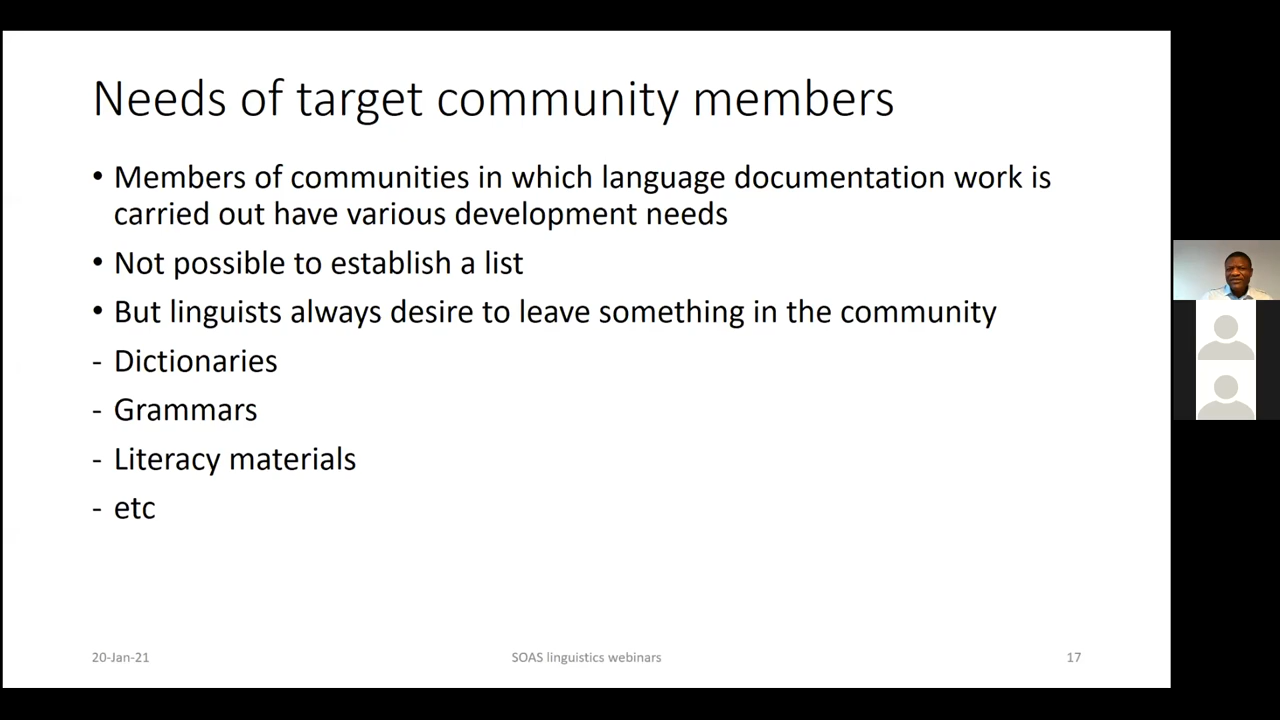 Needs of target community members
• Members of communities in which language documentation work is
carried out have various development needs
• Not possible to establish a list
• But linguists always desire to leave something in the community
- Dictionaries
- Grammars
- Literacy materials
- etc
20-Jan-21
SOAS linguistics webinars
17